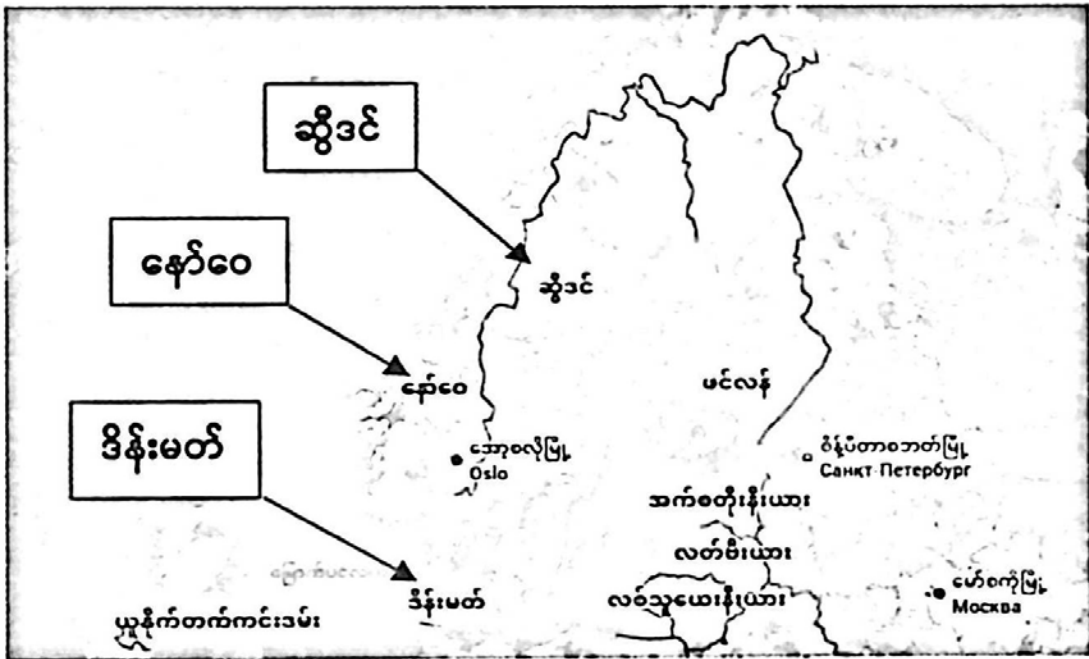 ဆွီဒင်
နော်ဝေ
ဆွီဒင်
နော်ဝေ
ဖင်လန်
ဒိန်းမတ်
အော့စလိုမြို့
Oslo
စိန့်ပီတာစဘတ်မြို့
Санкт-Петербург
အက်စတိုးနီးယား
လတ်ဗီးယား
ဒိန်းမတ်
လစ်သူယေးနီးယား
မော်စကိုမြို့
Москва
ယူနိုက်တက်ကင်းဒမ်း